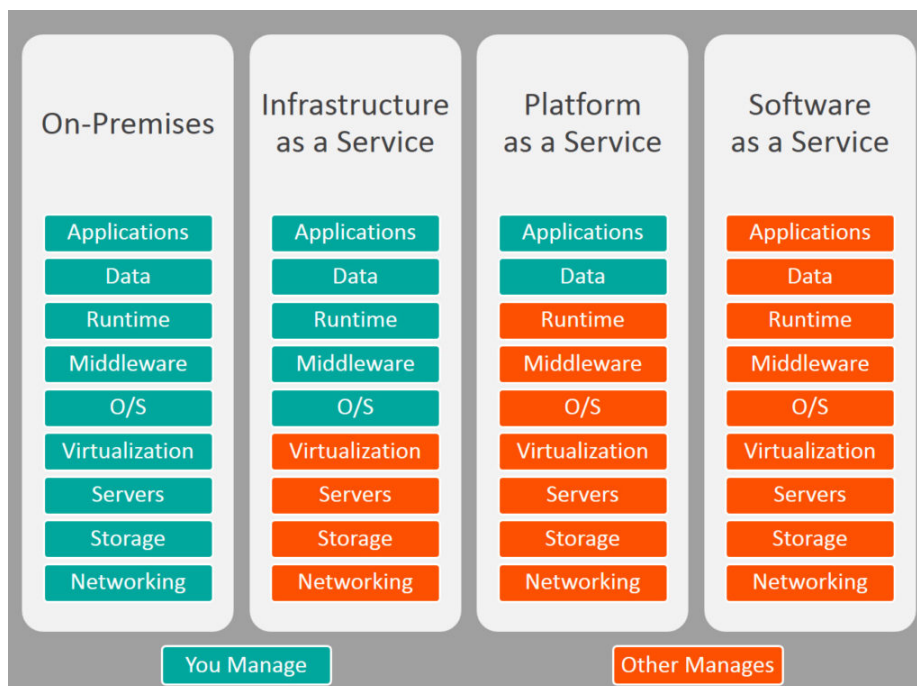 On-Premises
Applications
Data
Runtime
Middleware
O/S
Virtualization
Servers
Storage
Networking
Infrastructure
as a Service
Applications
Data
Runtime
Middleware
O/S
Virtualization
Servers
Storage
Networking
Platform
as a Service
Applications
Data
Runtime
Middleware
O/S
Virtualization
Servers
Storage
Networking
Software
as a Service
Applications
Data
Runtime
Middleware
O/S
Virtualization
Servers
Storage
Networking
You Manage
Other Manages